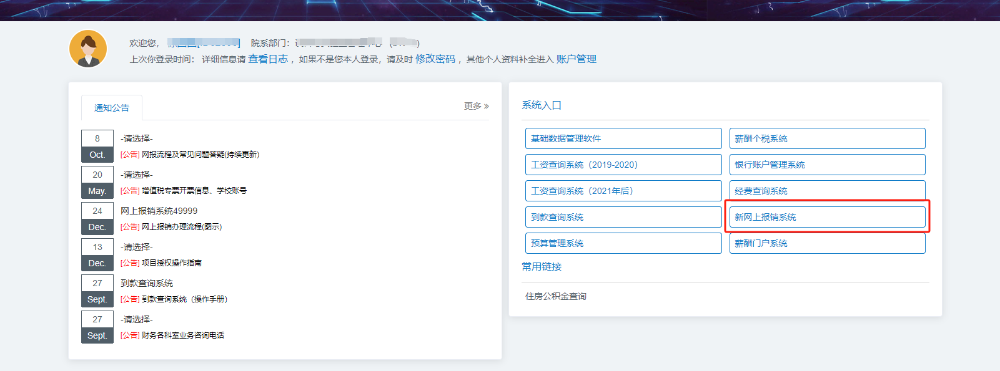 欢迎您， 院系部门：
上次你登录时间： 详细信息请 查看日志 ，如果不是您本人登录，请及时 修改密码 ，其他个人资料补全进入 账户管理
通知公告
更多 »
8
Oct.
-请选择-
[公告] 网报流程及常见问题答疑(持续更新)
20
May.
-请选择-
[公告] 增值税专票开票信息、学校账号
24
Dec.
网上报销系统49999
[公告] 网上报销办理流程(图示)
13
Dec.
-请选择-
[公告] 项目授权操作指南
27
Sept.
到款查询系统
[公告] 到款查询系统（操作手册）
27
Sept.
-请选择-
[公告] 财务各科室业务咨询电话
系统入口
基础数据管理软件
薪酬个税系统
工资查询系统（2019-2020）
银行账户管理系统
工资查询系统（2021年后）
经费查询系统
到款查询系统
新网上报销系统
预算管理系统
薪酬门户系统
常用链接
住房公积金查询